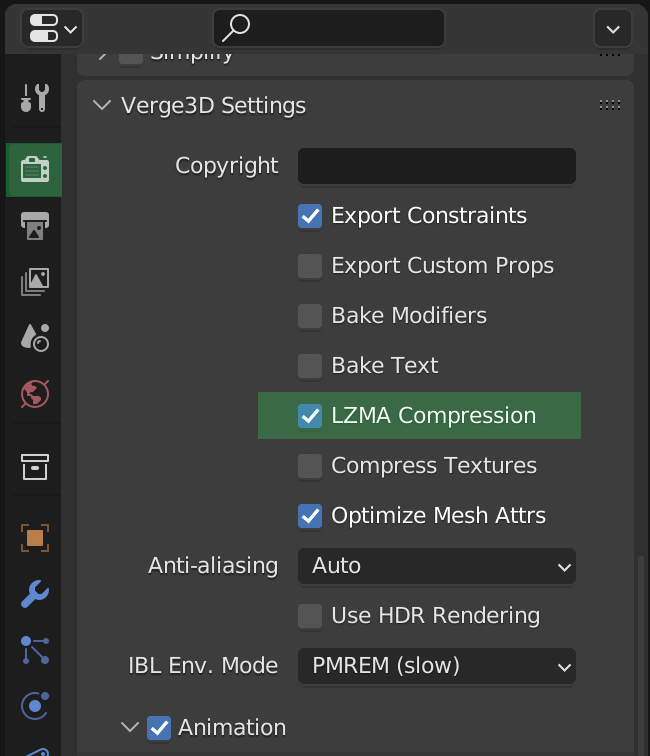 Simplify
Verge3D Settings
Copyright
Export Constraints
Export Custom Props
Bake Modifiers
Bake Text
LZMA Compression
Compress Textures
Optimize Mesh Attrs
Anti-aliasing Auto
Use HDR Rendering
IBL Env. Mode PMREM (slow)
Animation